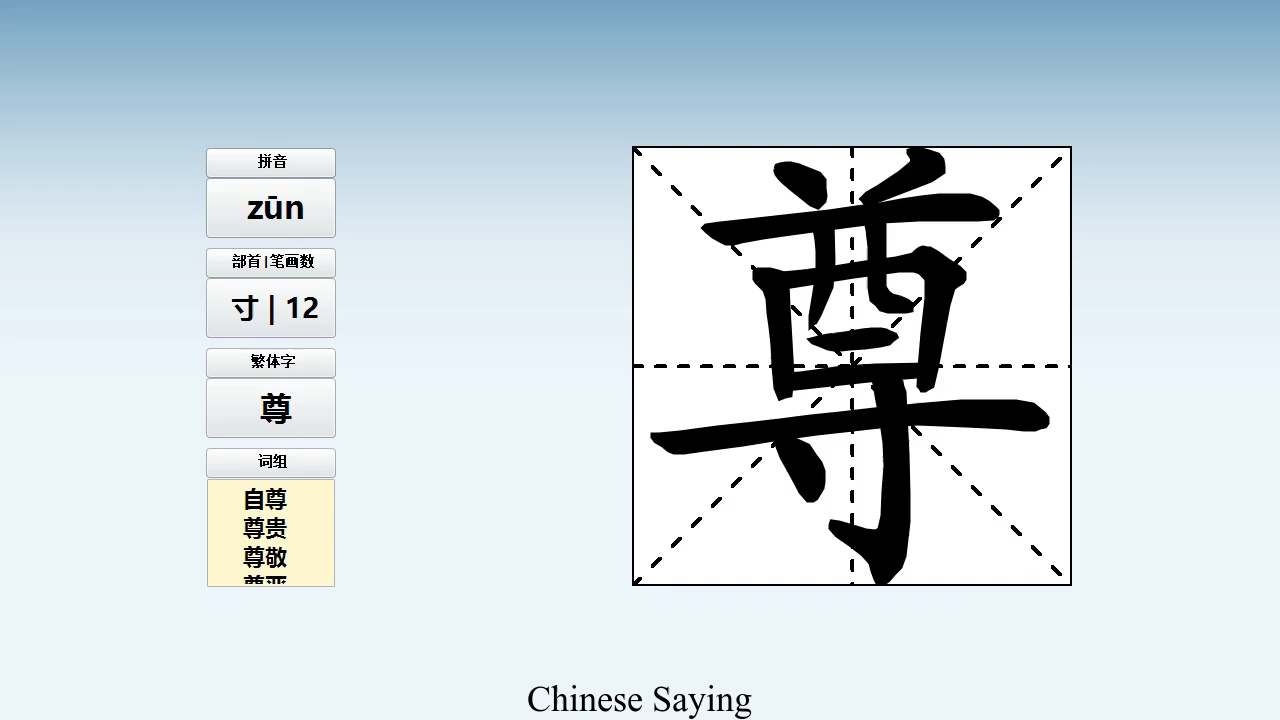 拼音
zūn
部首|笔画数
寸 | 12
繁体字
尊
词组
自尊
尊贵
尊敬
尊
Chinese Saying